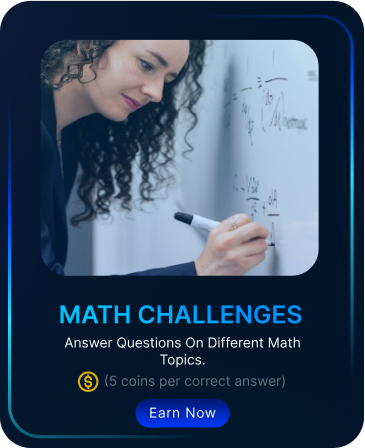 MATH CHALLENGES
Answer Questions On Different Math
Topics.
(5 coins per correct answer)
Earn Now